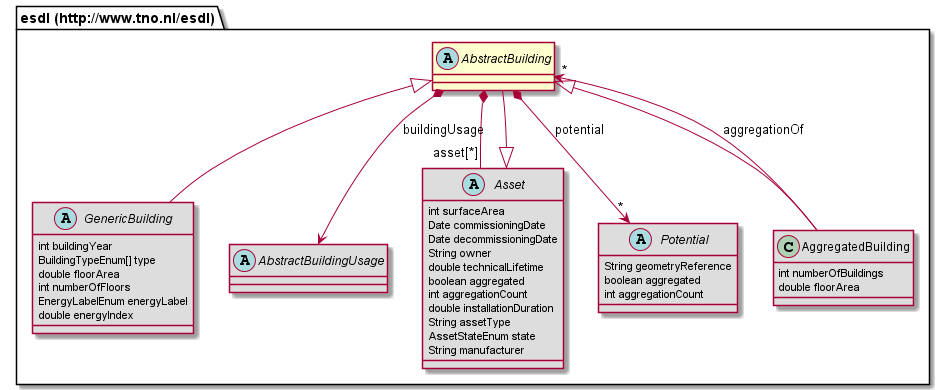 esdl (http://www.tno.nl/esdl)
A AbstractBuilding
*
buildingUsage
potential
aggregationOf
asset[*]
*
A GenericBuilding
int buildingYear
BuildingTypeEnum[] type
double floorArea
int numberOfFloors
EnergyLabelEnum energyLabel
double energyIndex
A AbstractBuildingUsage
A Asset
int surfaceArea
Date commissioningDate
Date decommissioningDate
String owner
double technicalLifetime
boolean aggregated
int aggregationCount
double installationDuration
String assetType
AssetStateEnum state
String manufacturer
A Potential
String geometryReference
boolean aggregated
int aggregationCount
C AggregatedBuilding
int numberOfBuildings
double floorArea